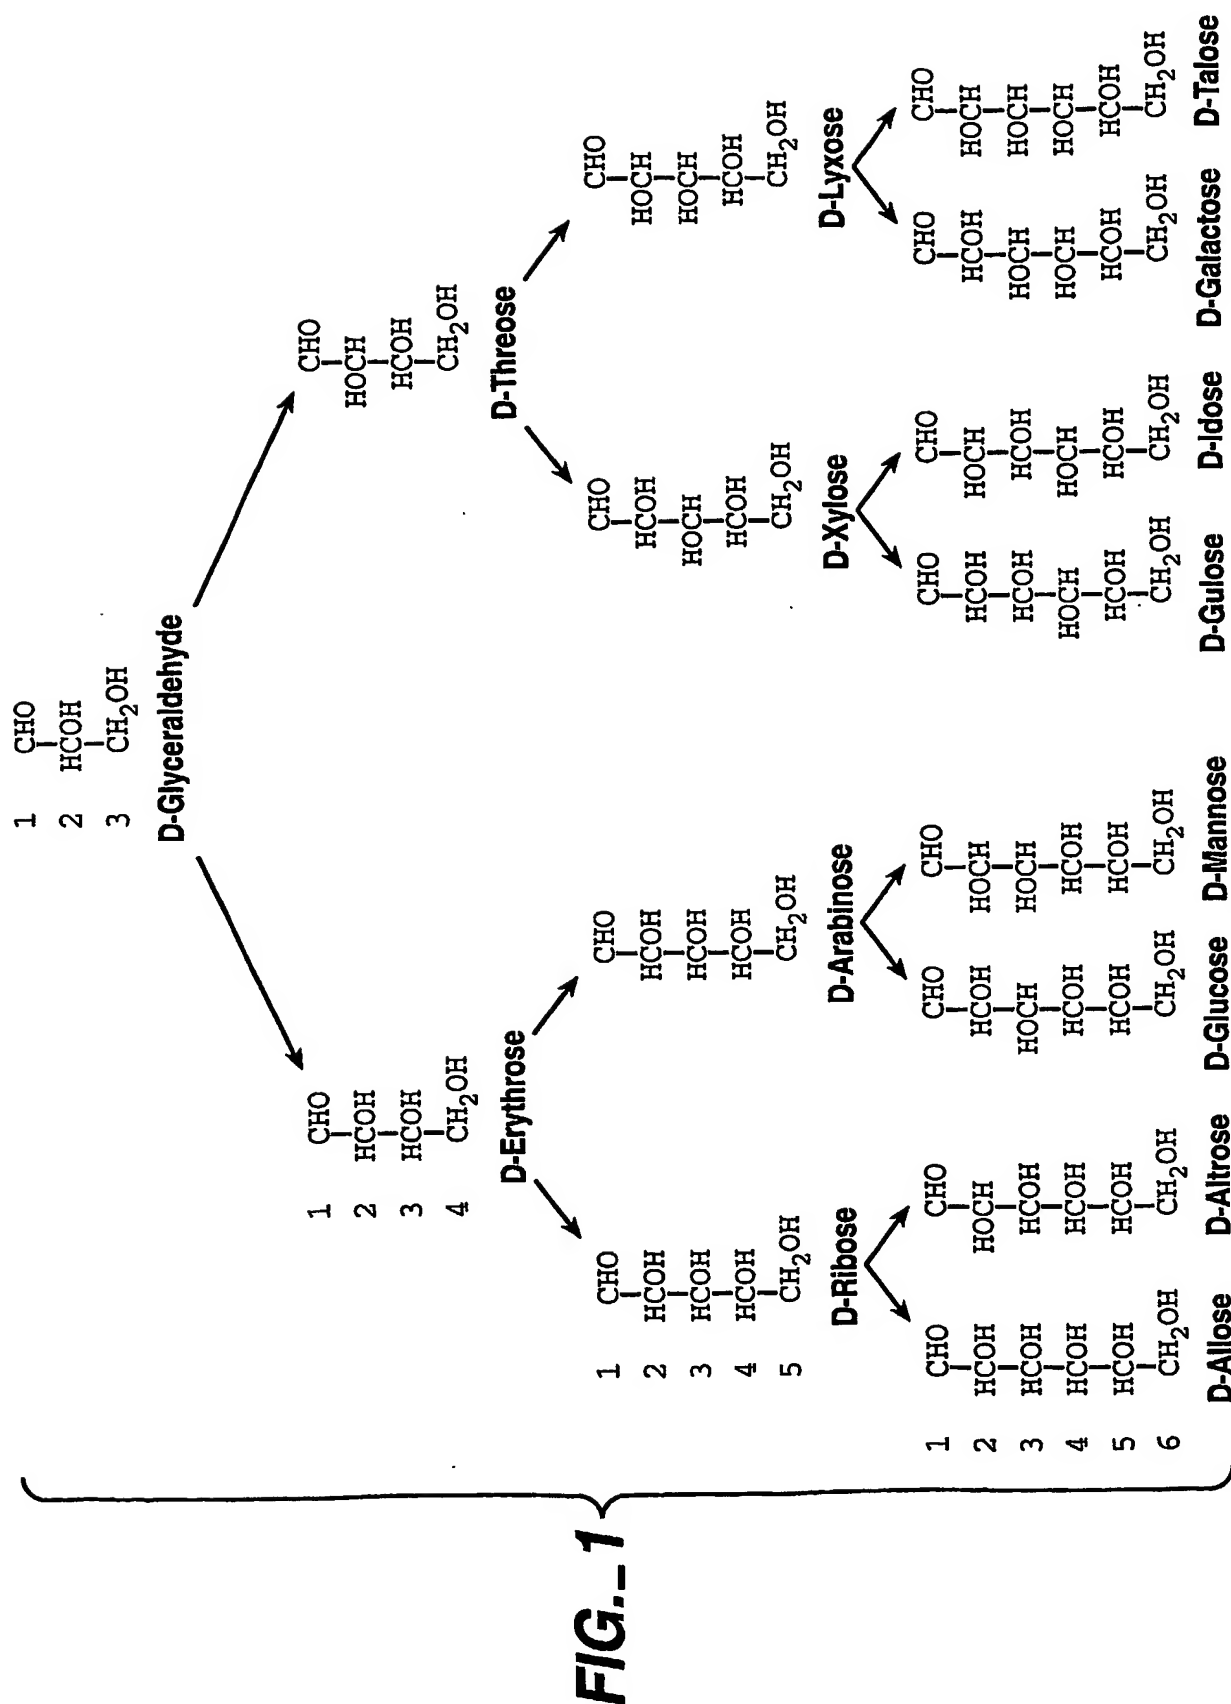 1 CHO
2 HCOH
3 CH2OH
D-Glyceraldehyde
1 CHO CHO
2 HCOH HOCH
3 HCOH HCOH
4 CH2OH CH2OH
D-Erythrose D-Threose
1 CHO CHO CHO CHO
2 HCOH HCOH HCOH HOCH
3 HCOH HCOH HOCH HOCH
4 HCOH HCOH HCOH HCOH
5 CH2OH CH2OH CH2OH CH2OH
D-Ribose D-Arabinose D-Xylose D-Lyxose
1 CHO CHO CHO CHO CHO CHO CHO CHO
2 HCOH HOCH HCOH HOCH HCOH HOCH HCOH HOCH
3 HCOH HCOH HOCH HOCH HCOH HCOH HOCH HOCH
4 HCOH HCOH HCOH HCOH HOCH HOCH HOCH HOCH
5 HCOH HCOH HCOH HCOH HCOH HCOH HCOH HCOH
6 CH2OH CH2OH CH2OH CH2OH CH2OH CH2OH CH2OH CH2OH
D-Allose D-Altrose D-Glucose D-Mannose D-Gulose D-Idose D-Galactose D-Talose
FIG._1